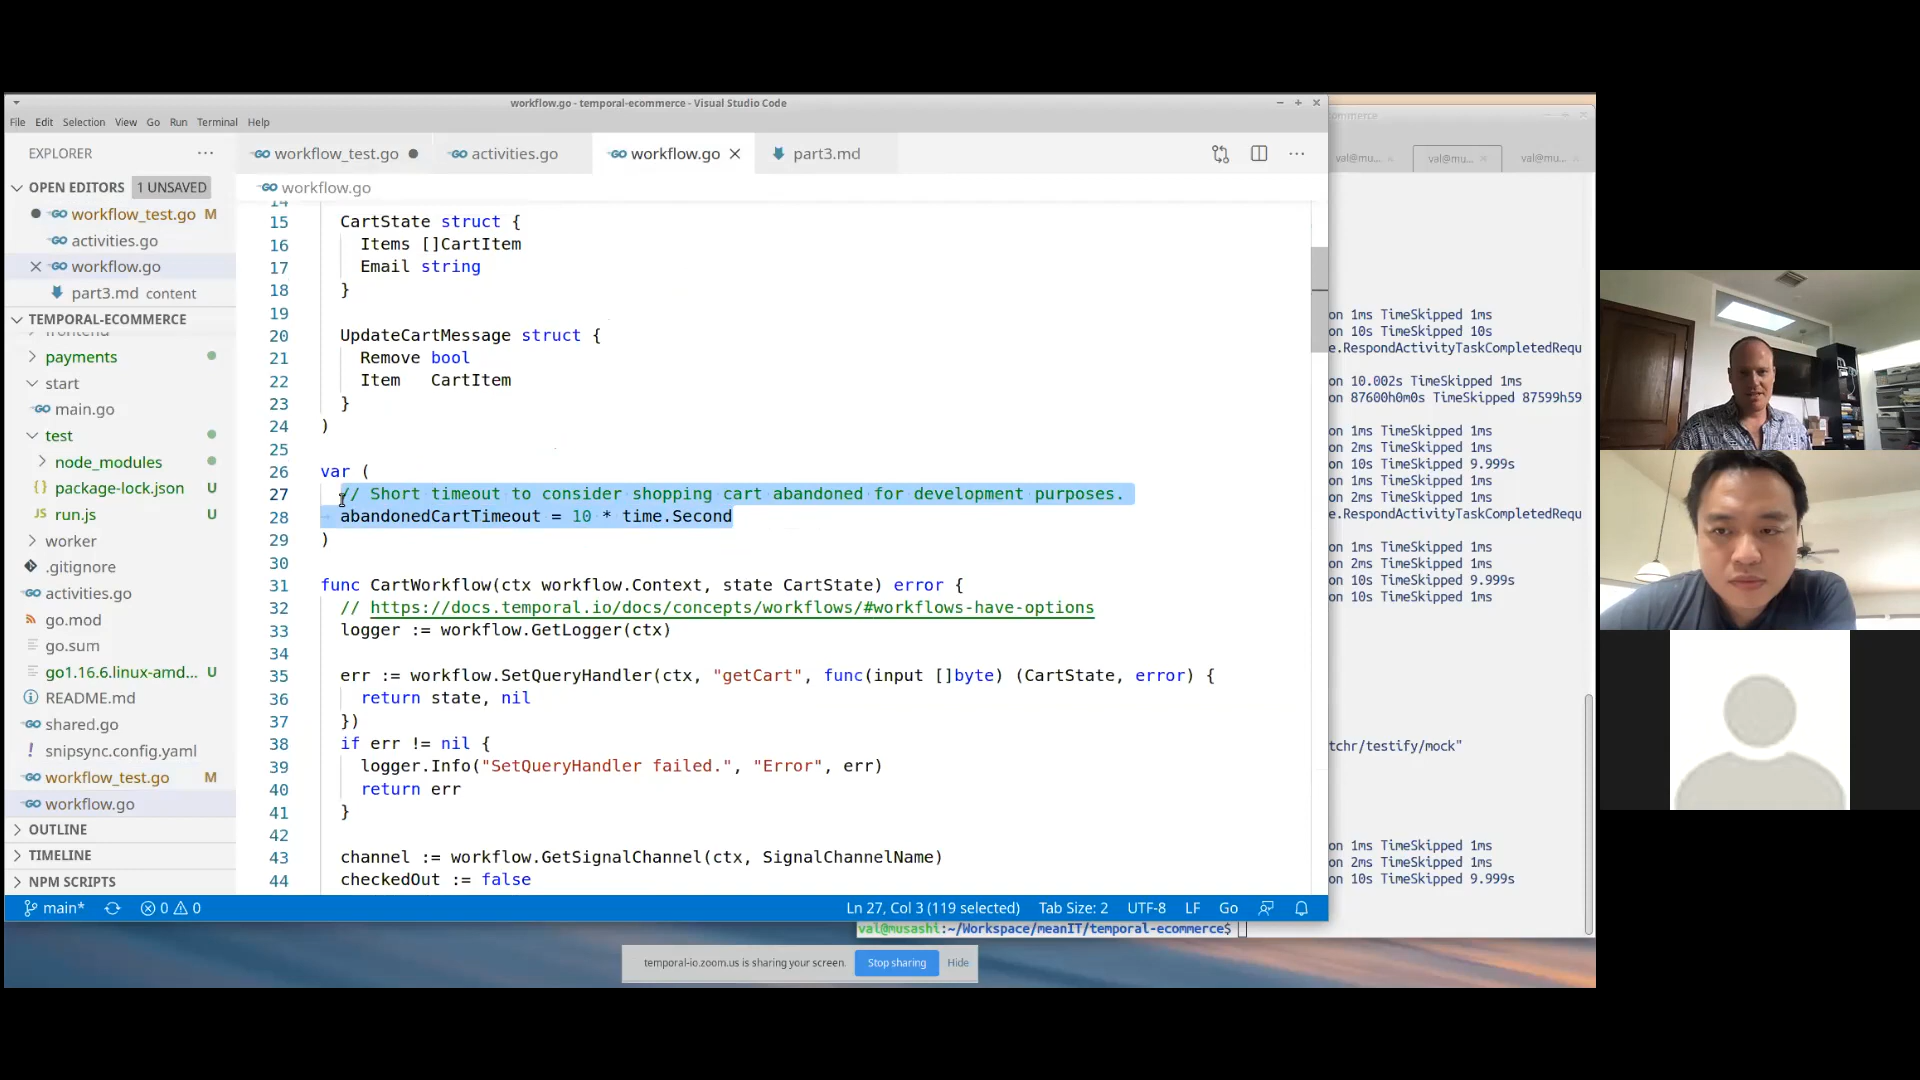 workflow.go - temporal-ecommerce - Visual Studio Code
File Edit Selection View Go Run Terminal Help
EXPLORER
workflow_test.go
activities.go
workflow.go
part3.md
OPEN EDITORS 1 UNSAVED
workflow_test.go M
activities.go
workflow.go
part3.md content
TEMPORAL-ECOMMERCE
frontend
payments
start
main.go
test
node_modules
package-lock.json U
run.js U
worker
.gitignore
activities.go
go.mod
go.sum
go1.16.6.linux-amd... U
README.md
shared.go
snipsync.config.yaml
workflow_test.go M
workflow.go
OUTLINE
TIMELINE
NPM SCRIPTS
workflow.go
14
15 CartState struct {
16 Items []CartItem
17 Email string
18 }
19
20 UpdateCartMessage struct {
21 Remove bool
22 Item CartItem
23 }
24 )
25
26 var (
27 // Short timeout to consider shopping cart abandoned for development purposes.
28 abandonedCartTimeout = 10 * time.Second
29 )
30
31 func CartWorkflow(ctx workflow.Context, state CartState) error {
32 // https://docs.temporal.io/docs/concepts/workflows/#workflows-have-options
33 logger := workflow.GetLogger(ctx)
34
35 err := workflow.SetQueryHandler(ctx, "getCart", func(input []byte) (CartState, error) {
36 return state, nil
37 })
38 if err != nil {
39 logger.Info("SetQueryHandler failed.", "Error", err)
40 return err
41 }
42
43 channel := workflow.GetSignalChannel(ctx, SignalChannelName)
44 checkedOut := false
main* 0 0
Ln 27, Col 3 (119 selected) Tab Size: 2 UTF-8 LF Go
ommerce
val@mu... val@mu... val@mu...
on 1ms TimeSkipped 1ms
on 10s TimeSkipped 10s
e.RespondActivityTaskCompletedRequ
on 10.002s TimeSkipped 1ms
on 87600h0m0s TimeSkipped 87599h59
on 1ms TimeSkipped 1ms
on 2ms TimeSkipped 1ms
on 10s TimeSkipped 9.999s
on 1ms TimeSkipped 1ms
on 2ms TimeSkipped 1ms
e.RespondActivityTaskCompletedRequ
on 1ms TimeSkipped 1ms
on 2ms TimeSkipped 1ms
on 10s TimeSkipped 9.999s
on 10s TimeSkipped 1ms
tchr/testify/mock"
on 1ms TimeSkipped 1ms
on 2ms TimeSkipped 1ms
on 10s TimeSkipped 9.999s
val@musashi:~/Workspace/meanIT/temporal-ecommerce$
temporal-io.zoom.us is sharing your screen. Stop sharing Hide